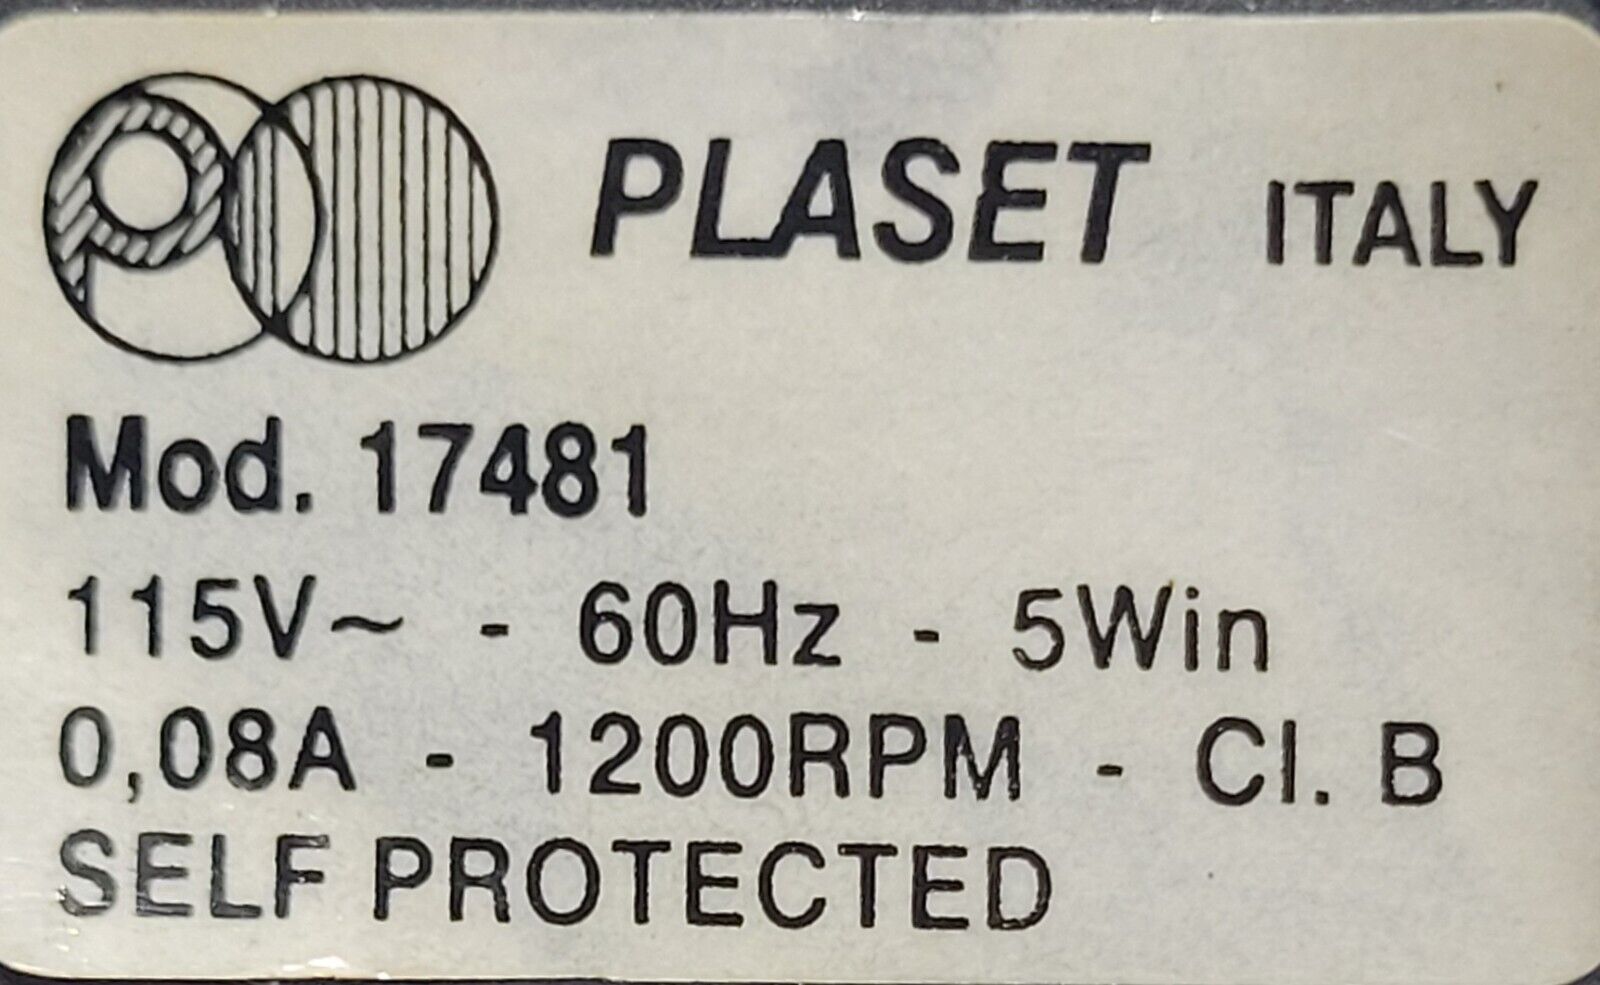 PLASET ITALY
Mod. 17481
115V~ - 60Hz - 5Win
0,08A - 1200RPM - Cl. B
SELF PROTECTED